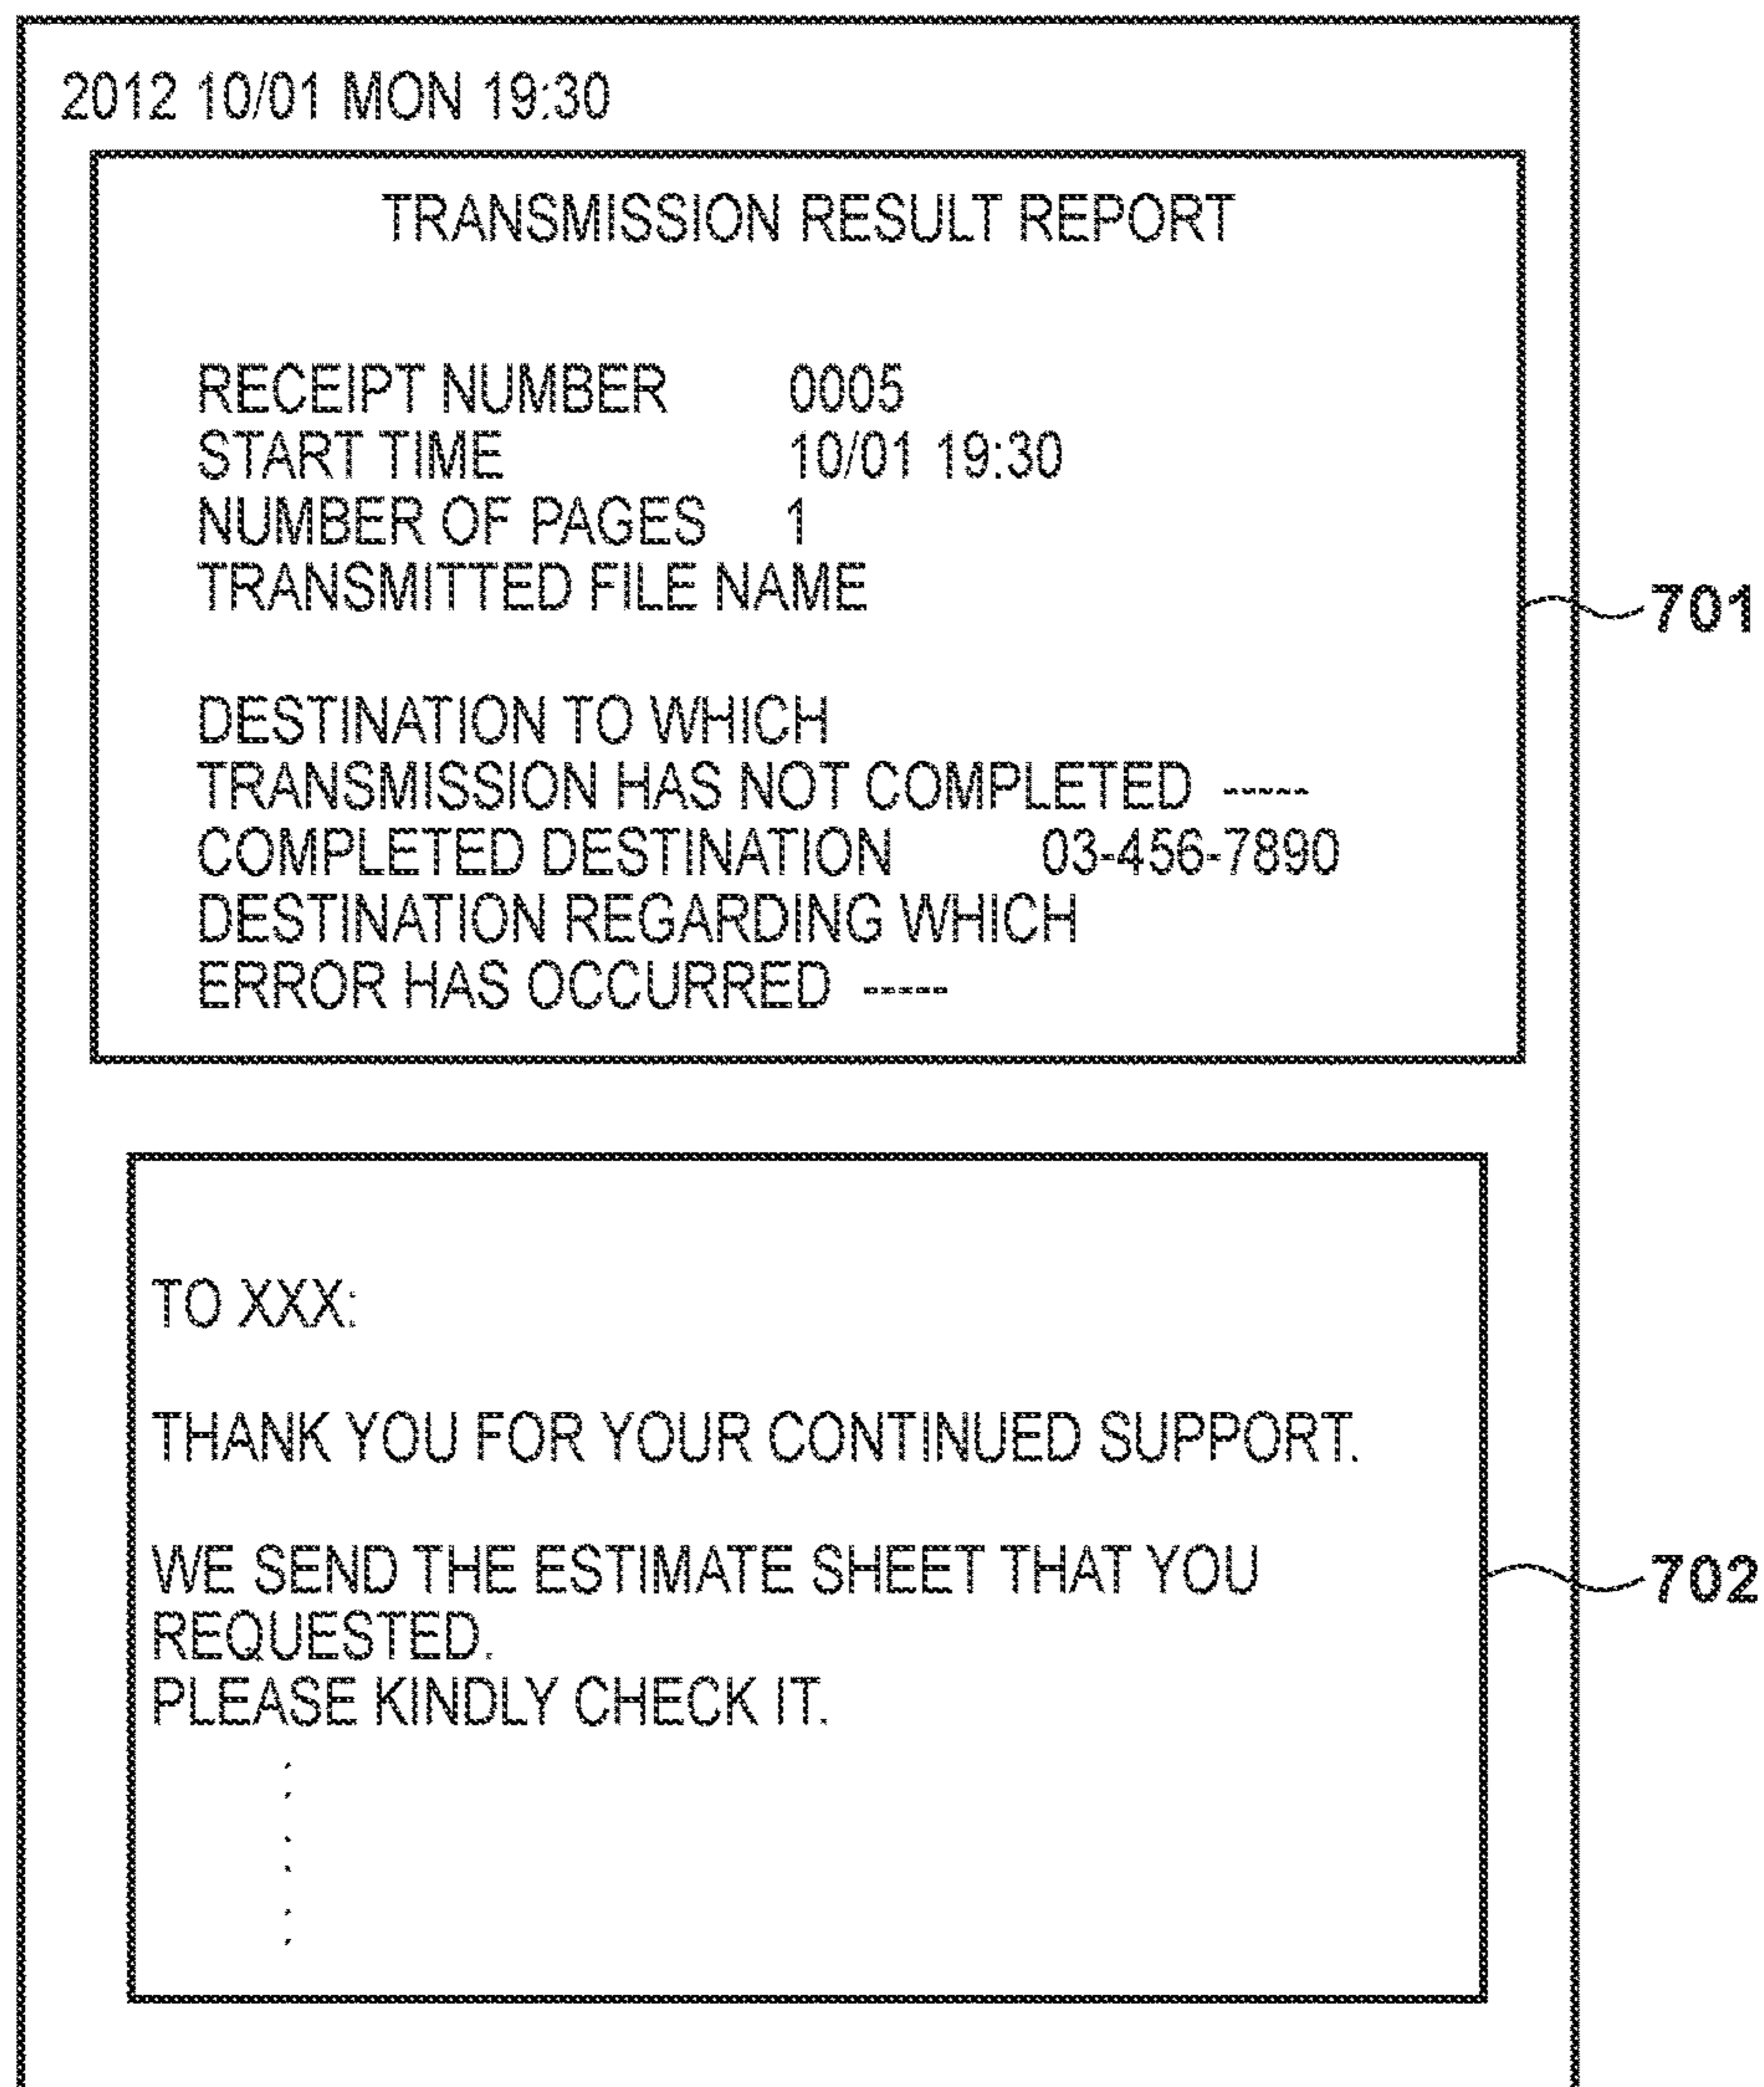 2012 10/01 MON 19:30
TRANSMISSION RESULT REPORT
RECEIPT NUMBER 0005
START TIME 10/01 19:30
NUMBER OF PAGES 1
TRANSMITTED FILE NAME
701
DESTINATION TO WHICH
TRANSMISSION HAS NOT COMPLETED -----
COMPLETED DESTINATION 03-456-7890
DESTINATION REGARDING WHICH
ERROR HAS OCCURRED -----
TO XXX:
THANK YOU FOR YOUR CONTINUED SUPPORT.
WE SEND THE ESTIMATE SHEET THAT YOU
702
REQUESTED.
PLEASE KINDLY CHECK IT.